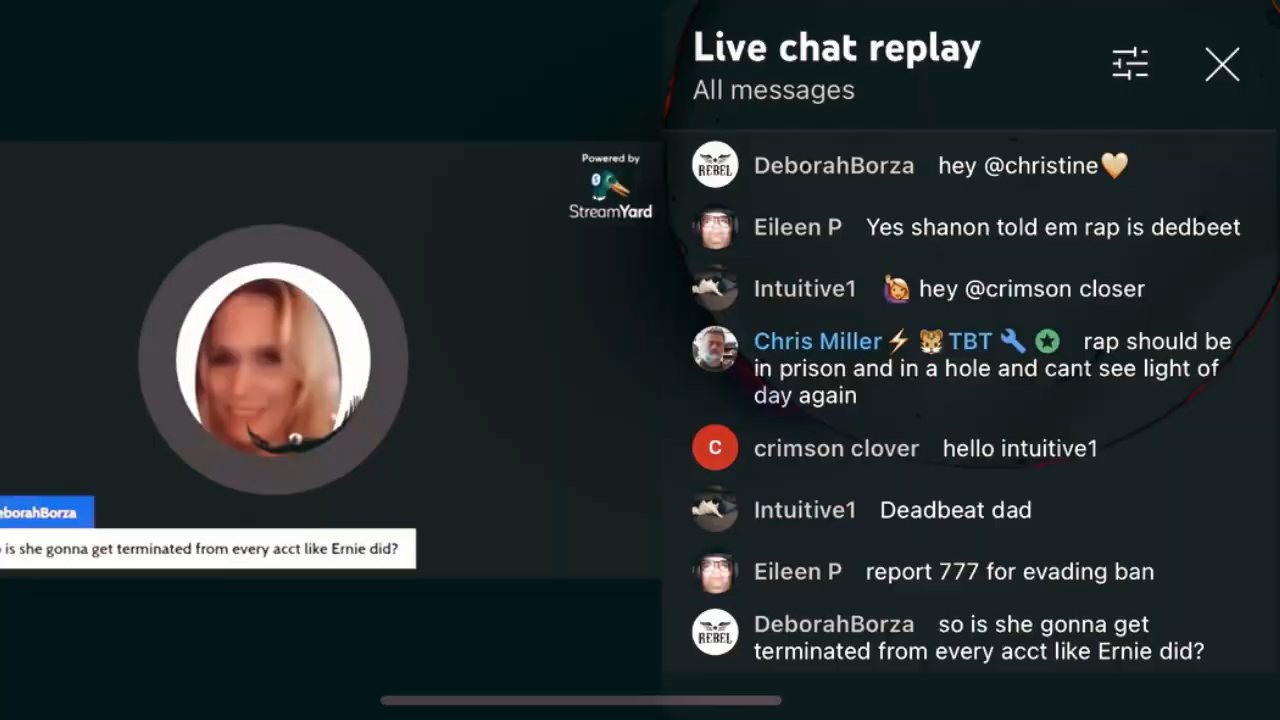 Powered by
StreamYard
eborahBorza
is she gonna get terminated from every acct like Ernie did?
Live chat replay
All messages
REBEL
DeborahBorza hey @christine🧡
Eileen P Yes shanon told em rap is dedbeet
Intuitive1 🙋 hey @crimson closer
Chris Miller⚡🐯TBT🔧 rap should be
in prison and in a hole and cant see light of
day again
C
crimson clover hello intuitive1
Intuitive1 Deadbeat dad
Eileen P report 777 for evading ban
REBEL
DeborahBorza so is she gonna get
terminated from every acct like Ernie did?